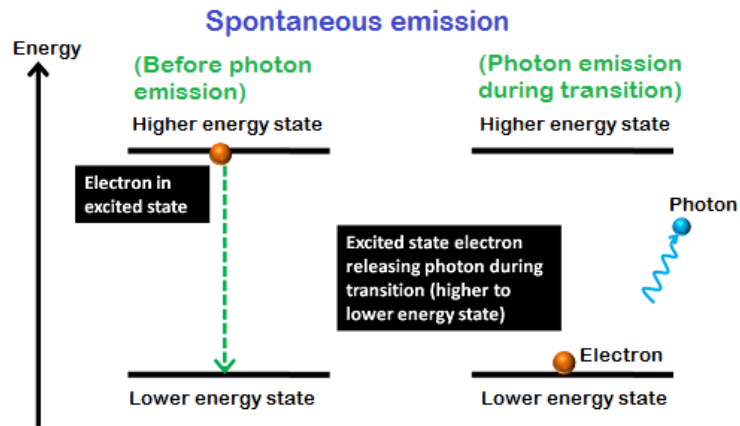 Spontaneous emission
Energy
(Before photon
emission)
(Photon emission
during transition)
Higher energy state
Higher energy state
Electron in
excited state
Photon
Excited state electron
releasing photon during
transition (higher to
lower energy state)
Electron
Lower energy state
Lower energy state